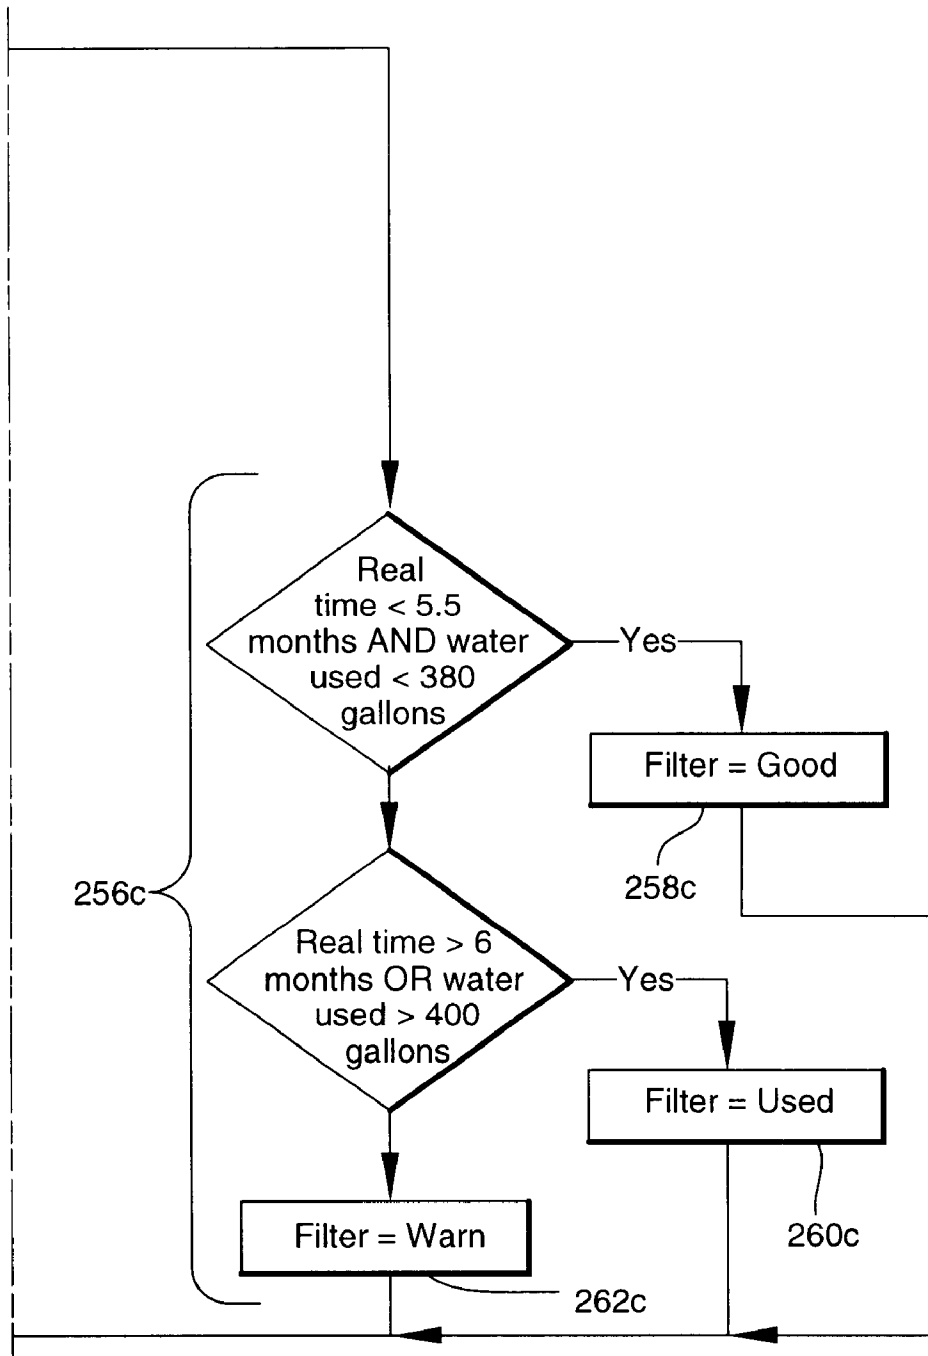 Real
time < 5.5
months AND water
used < 380
gallons
Yes
Filter = Good
258c
256c
Real time > 6
months OR water
used > 400
gallons
Yes
Filter = Used
260c
Filter = Warn
262c